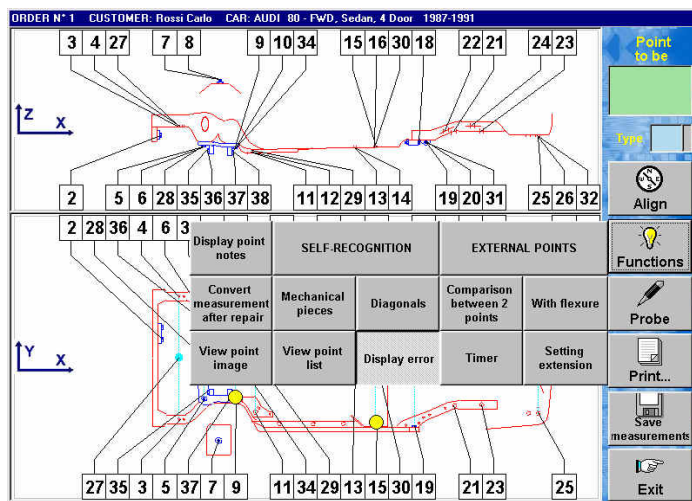 ORDER N° 1 CUSTOMER: Rossi Carlo CAR: AUDI 80 - FWD, Sedan, 4 Door 1987-1991
3 4 27 7 8 9 10 34 15 16 30 18 22 21 24 23
Point
to be
Z
X
Type
2 5 6 28 35 36 37 38 11 12 29 13 14 19 20 31 25 26 32
Align
2 28 36 4 6 3
Display point
notes
SELF-RECOGNITION
EXTERNAL POINTS
Functions
Convert
measurement
after repair
Mechanical
pieces
Diagonals
Comparison
between 2
points
With flexure
Probe
Y
X
View point
image
View point
list
Display error
Timer
Setting
extension
Print...
Save
measurements
27 35 3 5 37 7 9 11 34 29 13 15 30 19 21 23 25
Exit